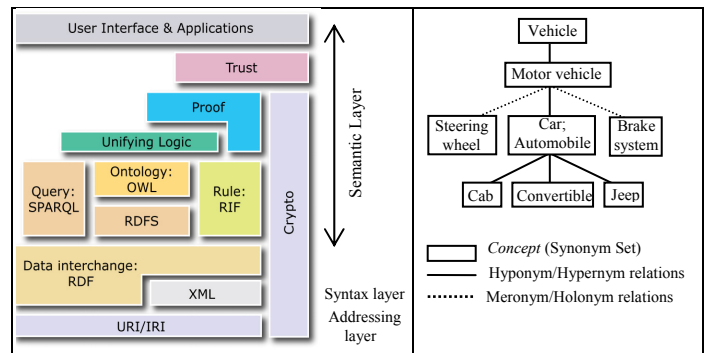 User Interface & Applications
Trust
Proof
Unifying Logic
Query:
SPARQL
Ontology:
OWL
RDFS
Rule:
RIF
Crypto
Data interchange:
RDF
XML
URI/IRI
Semantic Layer
Syntax layer
Addressing
layer
Vehicle
Motor vehicle
Steering
wheel
Car;
Automobile
Brake
system
Cab
Convertible
Jeep
Concept (Synonym Set)
Hyponym/Hypernym relations
Meronym/Holonym relations